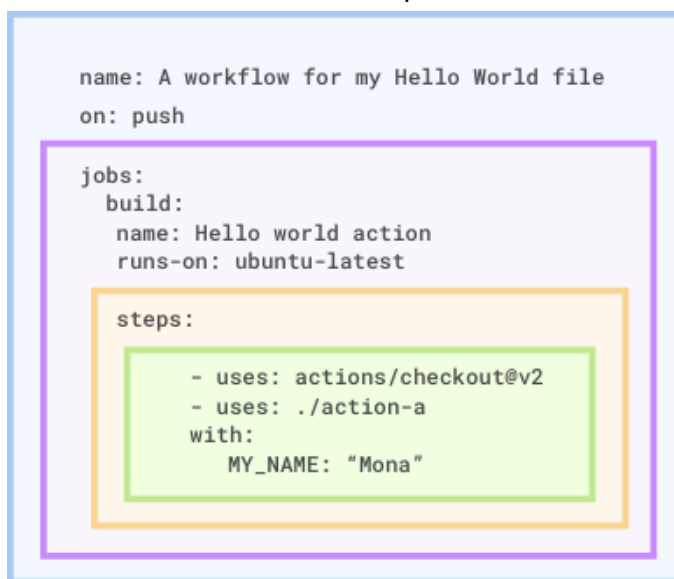 name: A workflow for my Hello World file
on: push
jobs:
build:
name: Hello world action
runs-on: ubuntu-latest
steps:
- uses: actions/checkout@v2
- uses: ./action-a
with:
MY_NAME: “Mona”